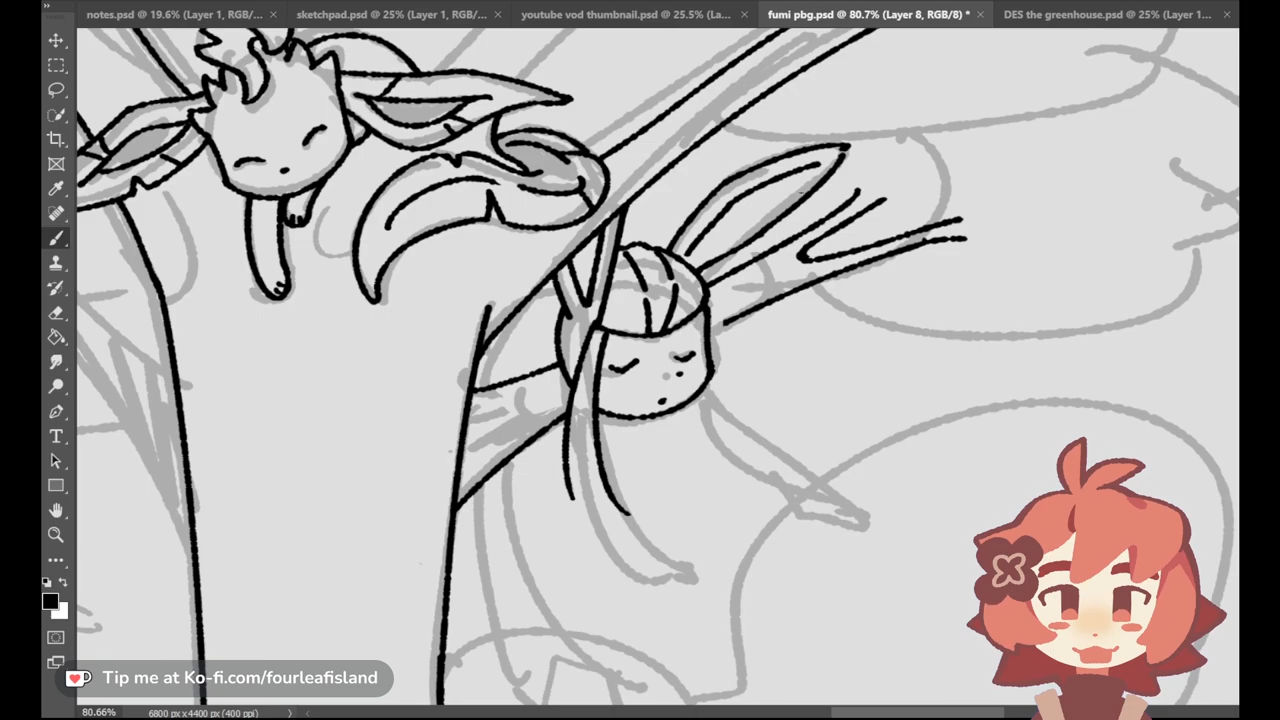 notes.psd @ 19.6% (Layer 1, RGB/...
sketchpad.psd @ 25% (Layer 1, RGB/...
youtube vod thumbnail.psd @ 25.5% (La...
fumi pbg.psd @ 80.7% (Layer 8, RGB/8) *
DES the greenhouse.psd @ 25% (Layer 1...
T
Tip me at Ko-fi.com/fourleafisland
80.66%
6800 px x 4400 px (400 ppi)